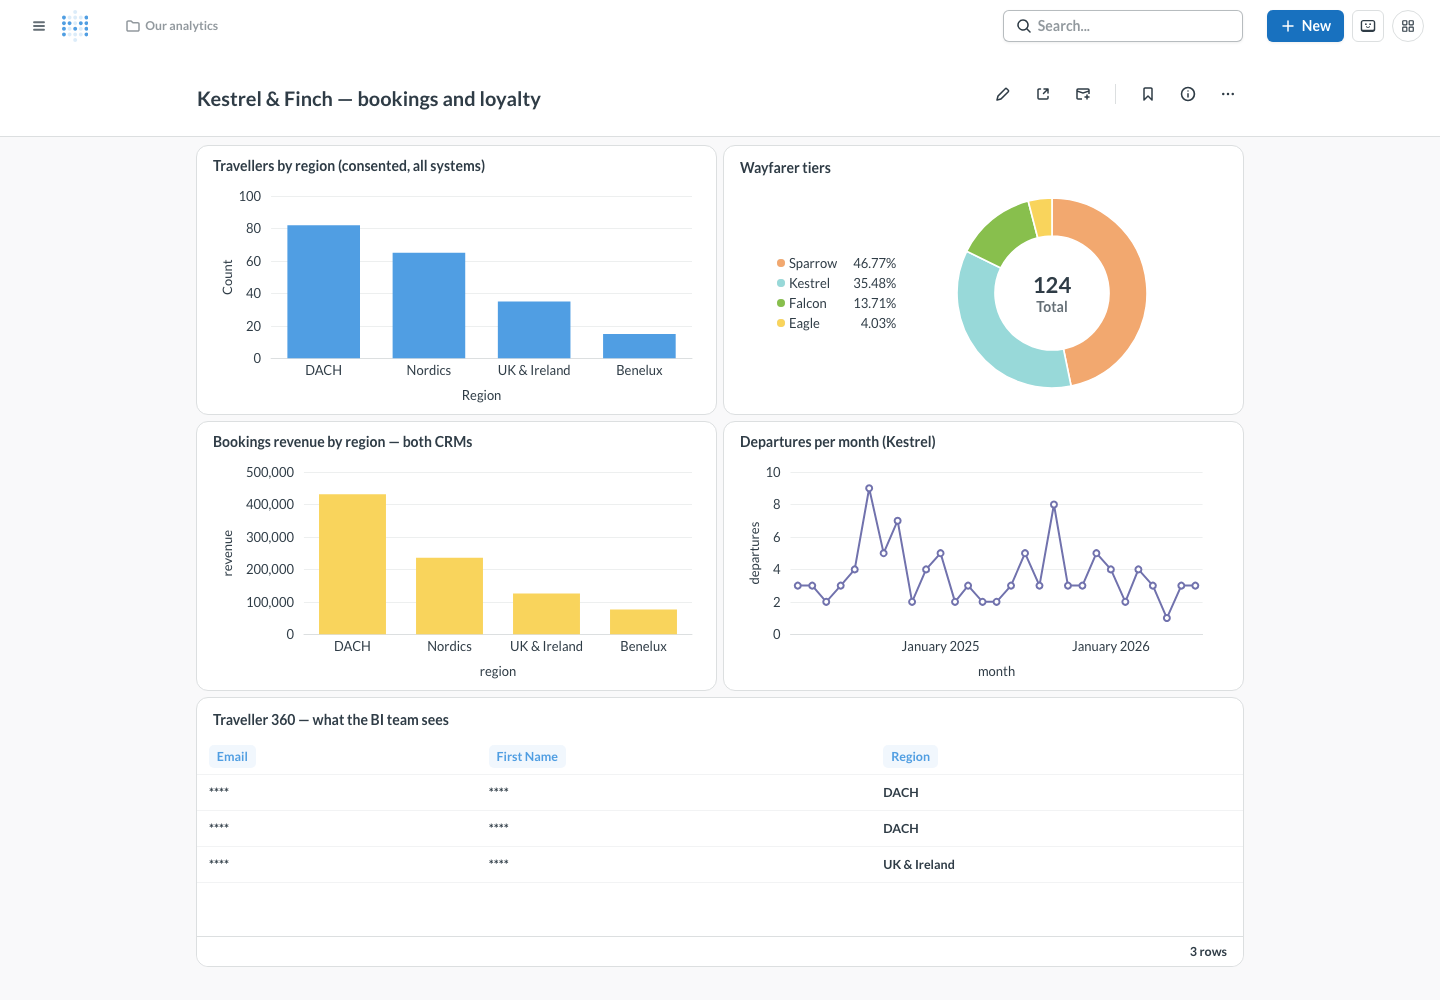 Our analytics
Search...
New
Kestrel & Finch — bookings and loyalty
Travellers by region (consented, all systems)
100
80
60
40
20
0
Count
DACH
Nordics
UK & Ireland
Benelux
Region
Wayfarer tiers
Sparrow 46.77%
Kestrel 35.48%
Falcon 13.71%
Eagle 4.03%
124
Total
Bookings revenue by region — both CRMs
500,000
400,000
300,000
200,000
100,000
0
revenue
DACH
Nordics
UK & Ireland
Benelux
region
Departures per month (Kestrel)
10
8
6
4
2
0
departures
January 2025
January 2026
month
Traveller 360 — what the BI team sees
Email First Name Region
**** **** DACH
**** **** DACH
**** **** UK & Ireland
3 rows